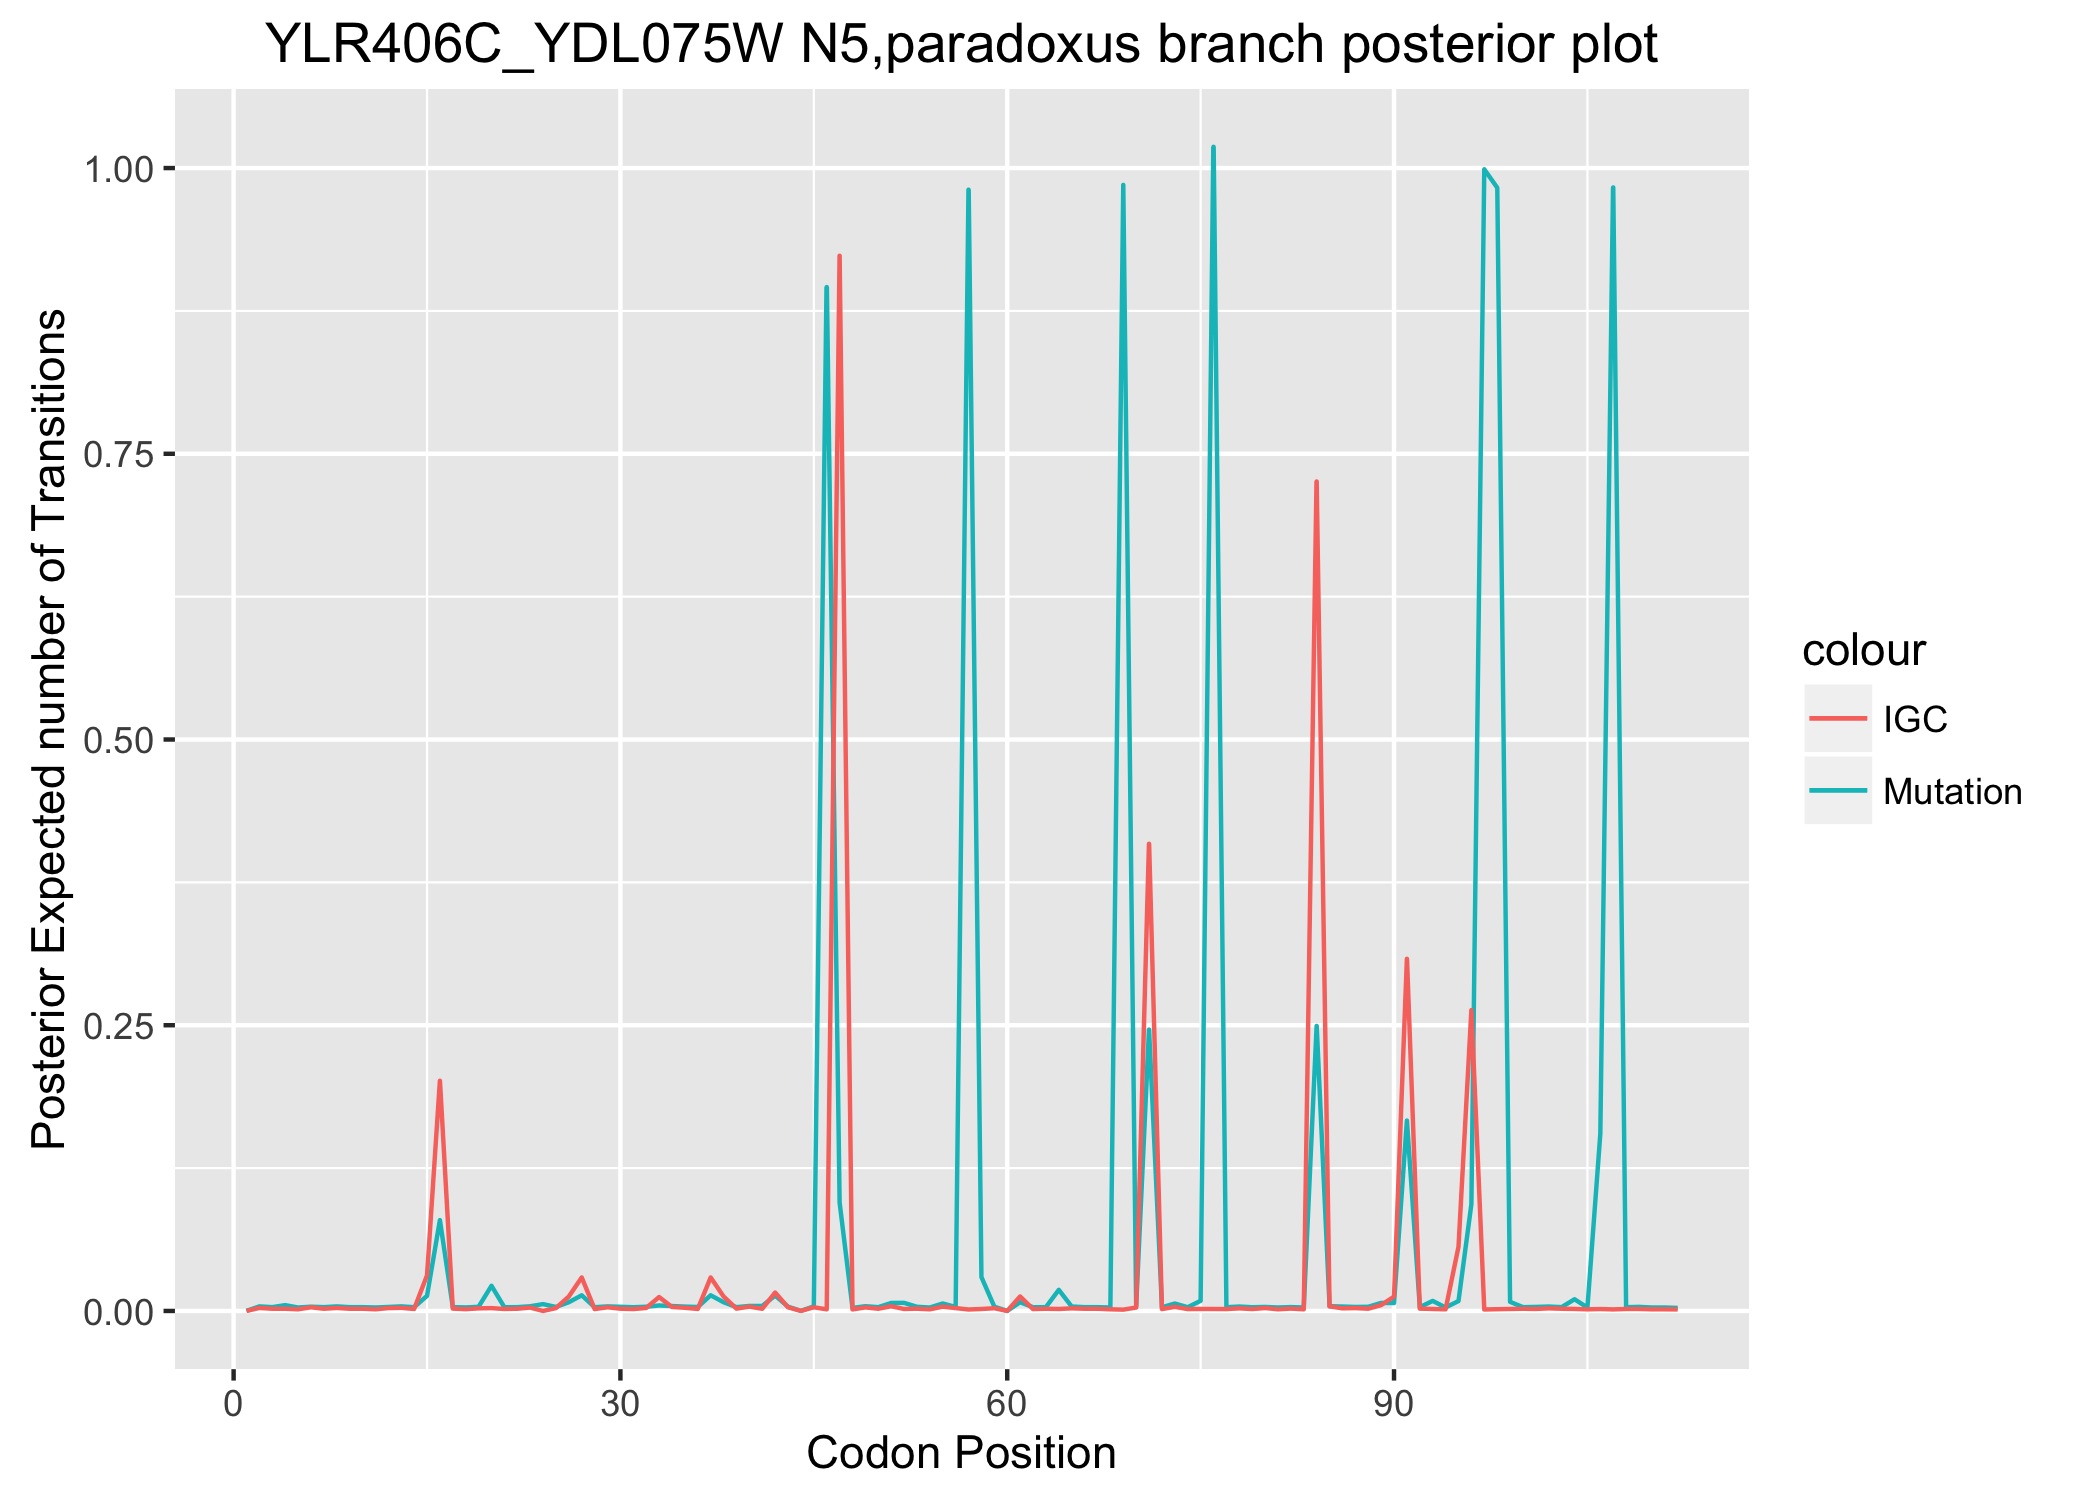 YLR406C_YDL075W N5,paradoxus branch posterior plot
Posterior Expected number of Transitions
1.00
0.75
0.50
0.25
0.00
0
30
60
90
Codon Position
colour
IGC
Mutation